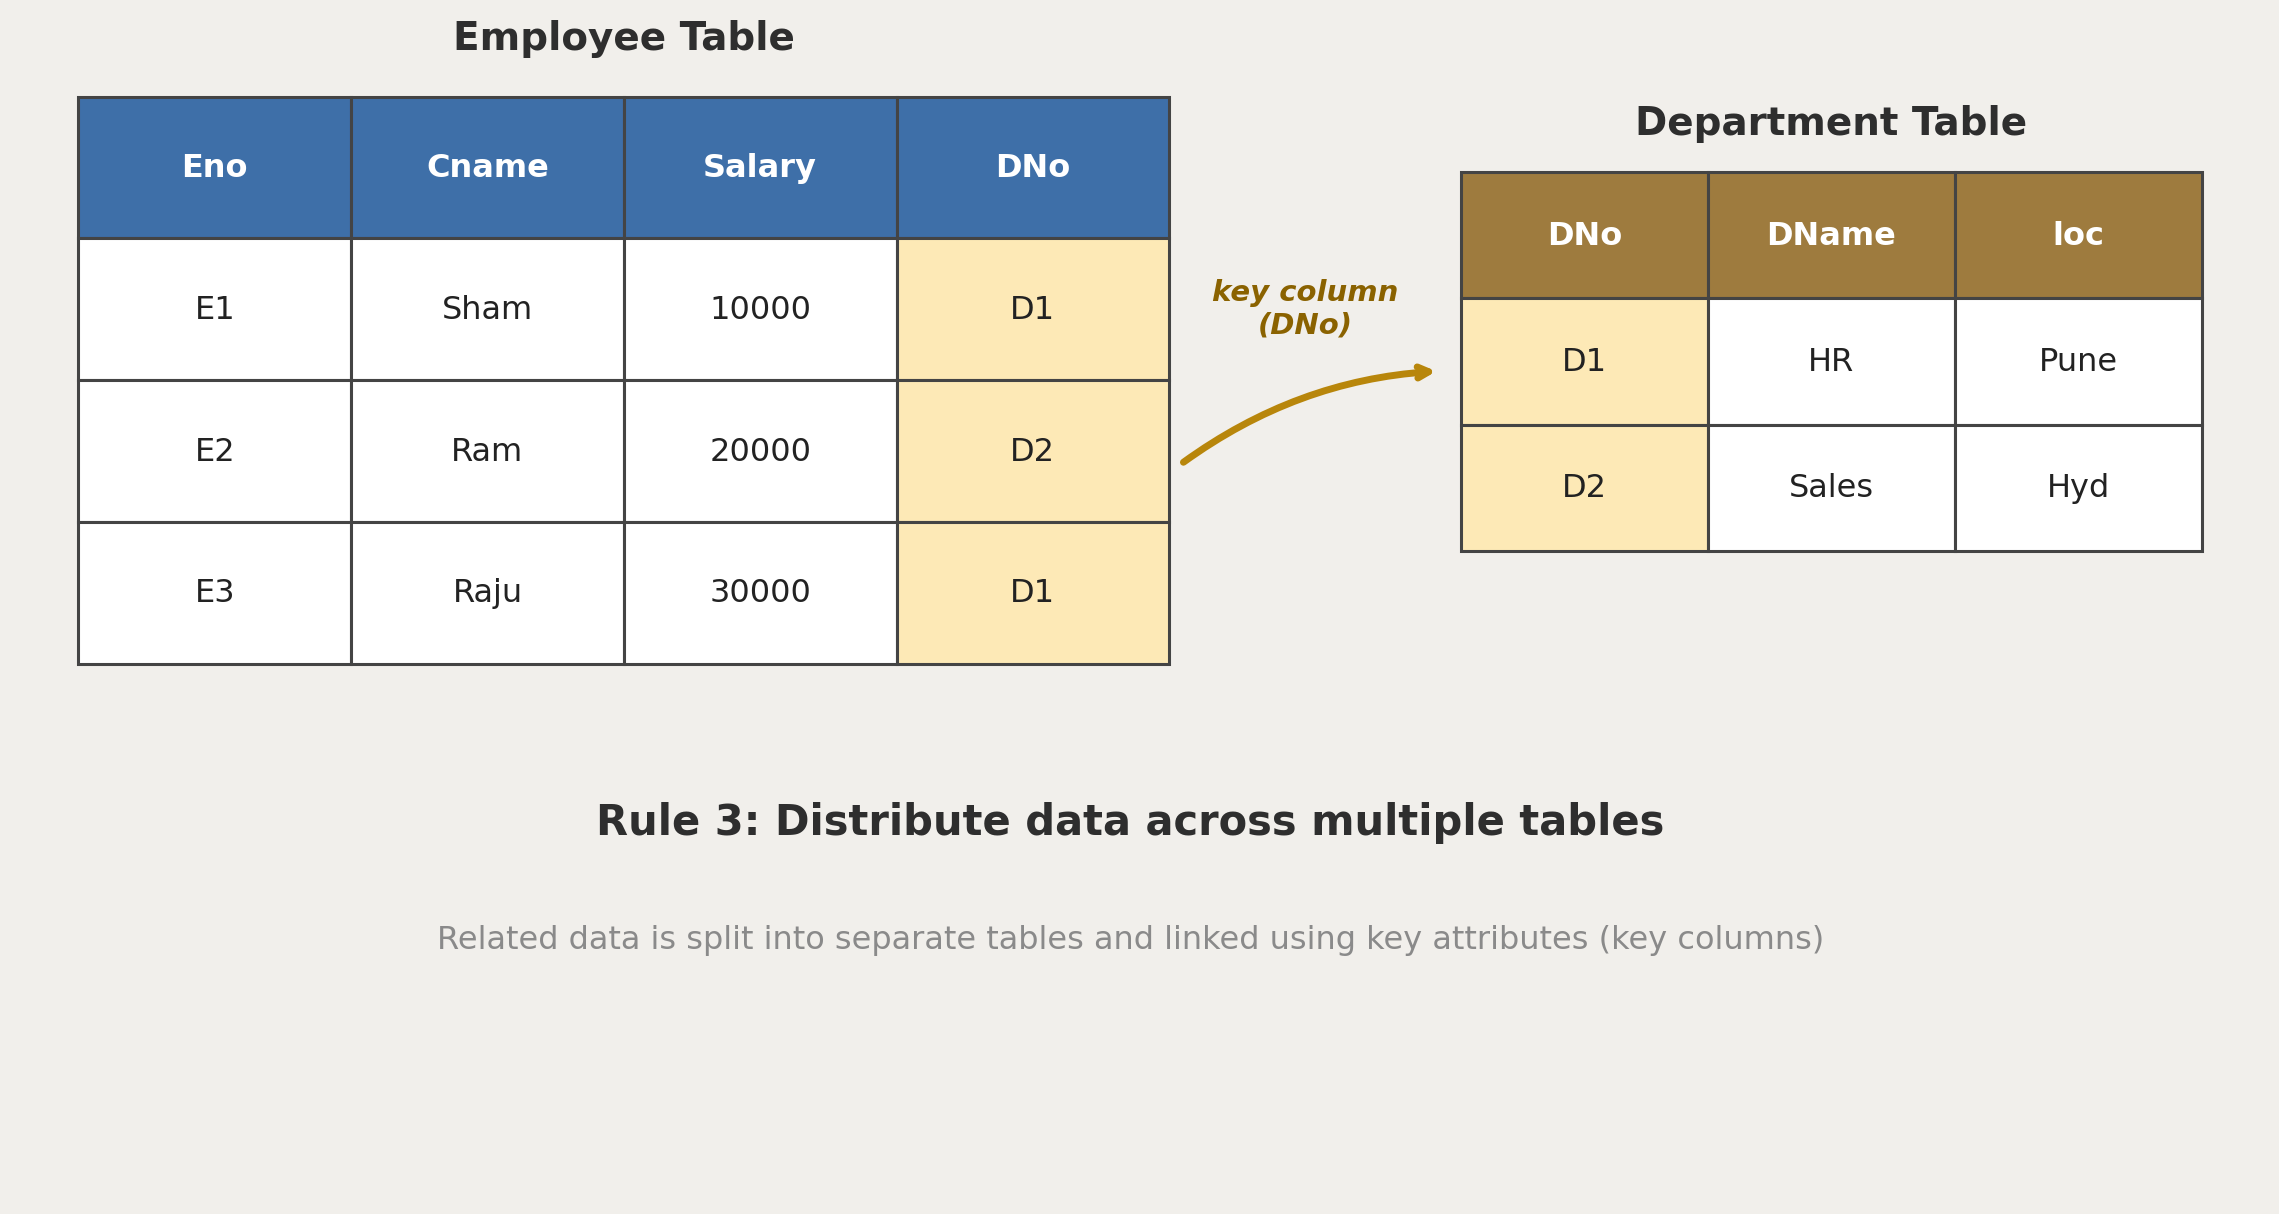 Employee Table
Eno Cname Salary DNo
E1 Sham 10000 D1
E2 Ram 20000 D2
E3 Raju 30000 D1
key column
(DNo)
Department Table
DNo DName loc
D1 HR Pune
D2 Sales Hyd
Rule 3: Distribute data across multiple tables
Related data is split into separate tables and linked using key attributes (key columns)